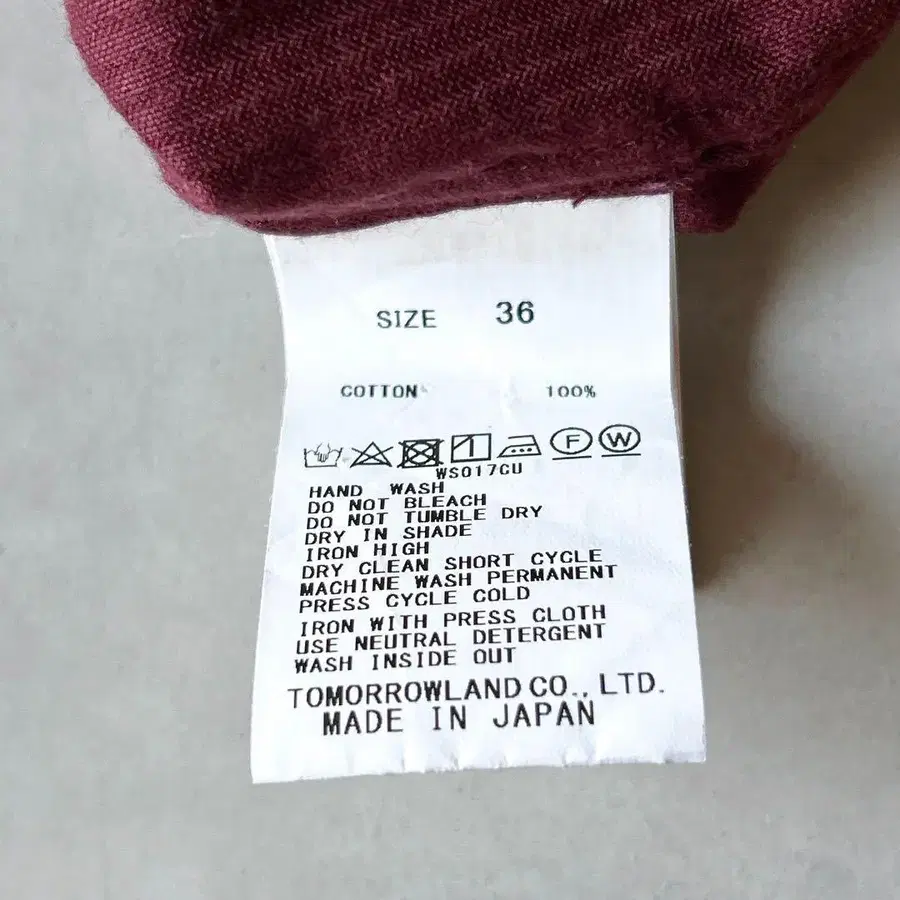 SIZE 36
COTTON 100%
F W
WS017CU
HAND WASH
DO NOT BLEACH
DO NOT TUMBLE DRY
DRY IN SHADE
IRON HIGH
DRY CLEAN SHORT CYCLE
MACHINE WASH PERMANENT
PRESS CYCLE COLD
IRON WITH PRESS CLOTH
USE NEUTRAL DETERGENT
WASH INSIDE OUT
TOMORROWLAND CO., LTD.
MADE IN JAPAN